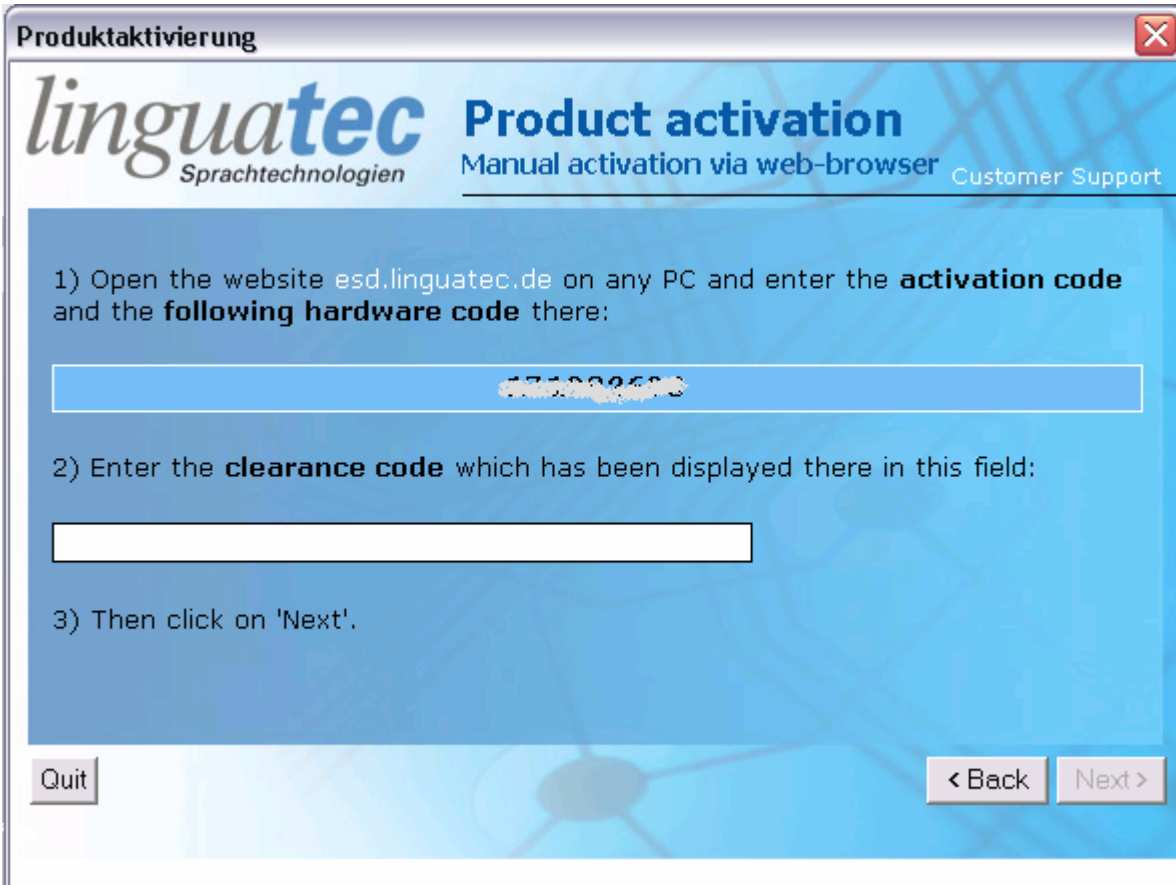 Produktaktivierung
linguatec
Sprachtechnologien
Product activation
Manual activation via web-browser
Customer Support
1) Open the website esd.linguatec.de on any PC and enter the activation code
and the following hardware code there:
2) Enter the clearance code which has been displayed there in this field:
3) Then click on 'Next'.
Quit
< Back
Next >